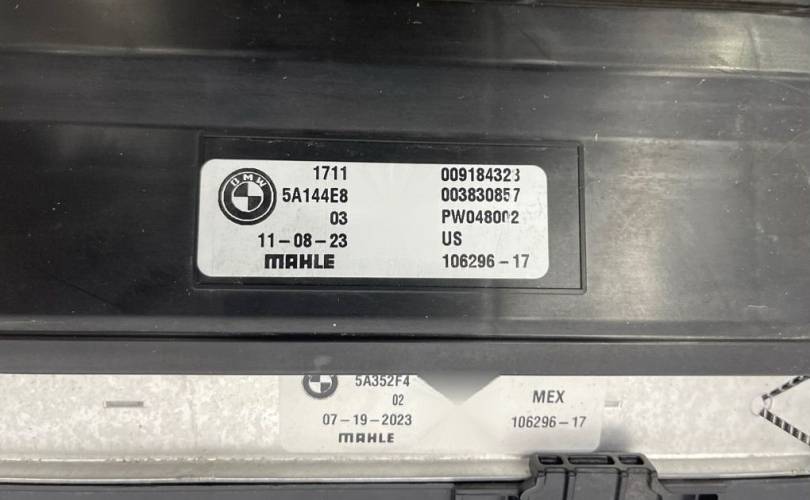 BMW
1711 009184323
5A144E8 003830857
03 PW048002
11-08-23 US
MAHLE 106296-17
5A352F4
02 MEX
07-19-2023 106296-17
MAHLE